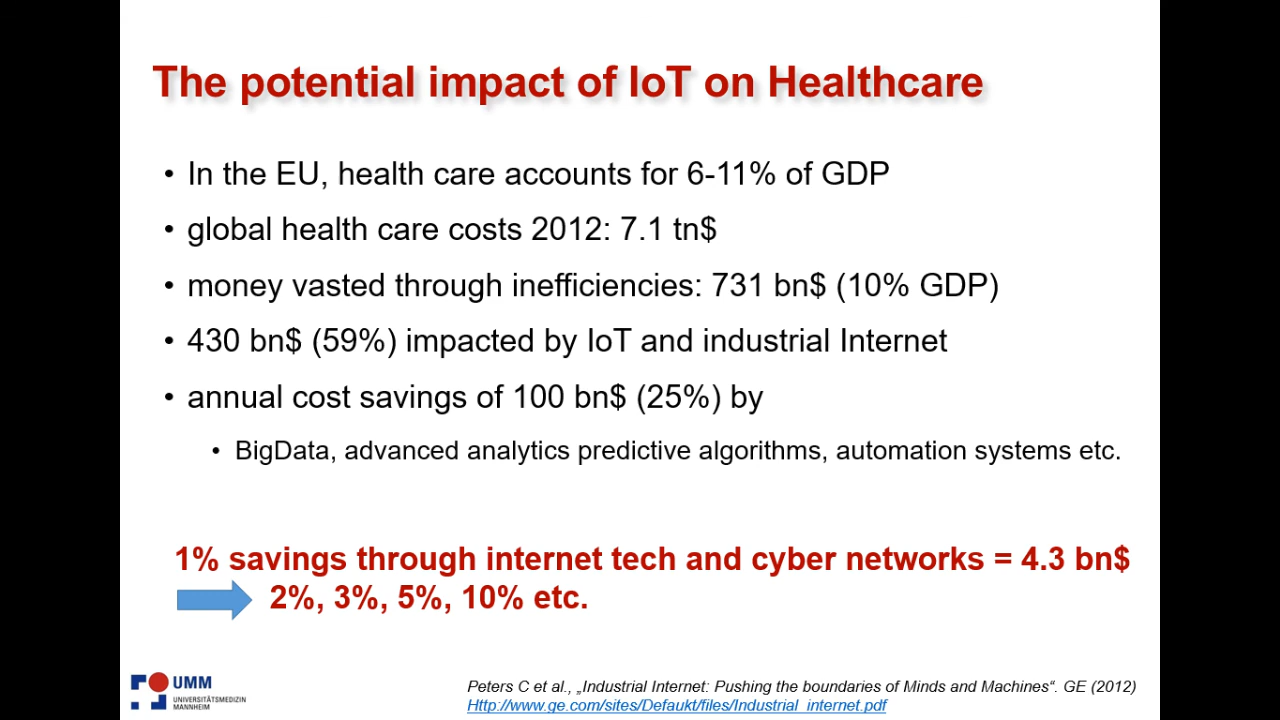 The potential impact of IoT on Healthcare
• In the EU, health care accounts for 6-11% of GDP
• global health care costs 2012: 7.1 tn$
• money vasted through inefficiencies: 731 bn$ (10% GDP)
• 430 bn$ (59%) impacted by IoT and industrial Internet
• annual cost savings of 100 bn$ (25%) by
• BigData, advanced analytics predictive algorithms, automation systems etc.
1% savings through internet tech and cyber networks = 4.3 bn$
2%, 3%, 5%, 10% etc.
UMM
UNIVERSITÄTSMEDIZIN
MANNHEIM
Peters C et al., „Industrial Internet: Pushing the boundaries of Minds and Machines“. GE (2012)
Http://www.ge.com/sites/Defaukt/files/Industrial_internet.pdf